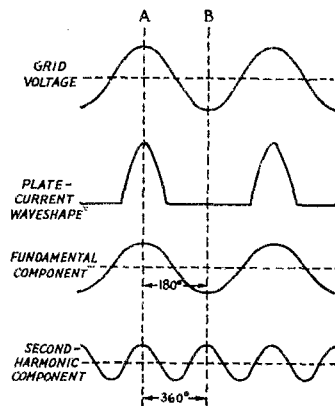 A B
GRID
VOLTAGE
PLATE-
CURRENT
WAVESHAPE
FUNDAMENTAL
COMPONENT
180°
SECOND-
HARMONIC
COMPONENT
360°